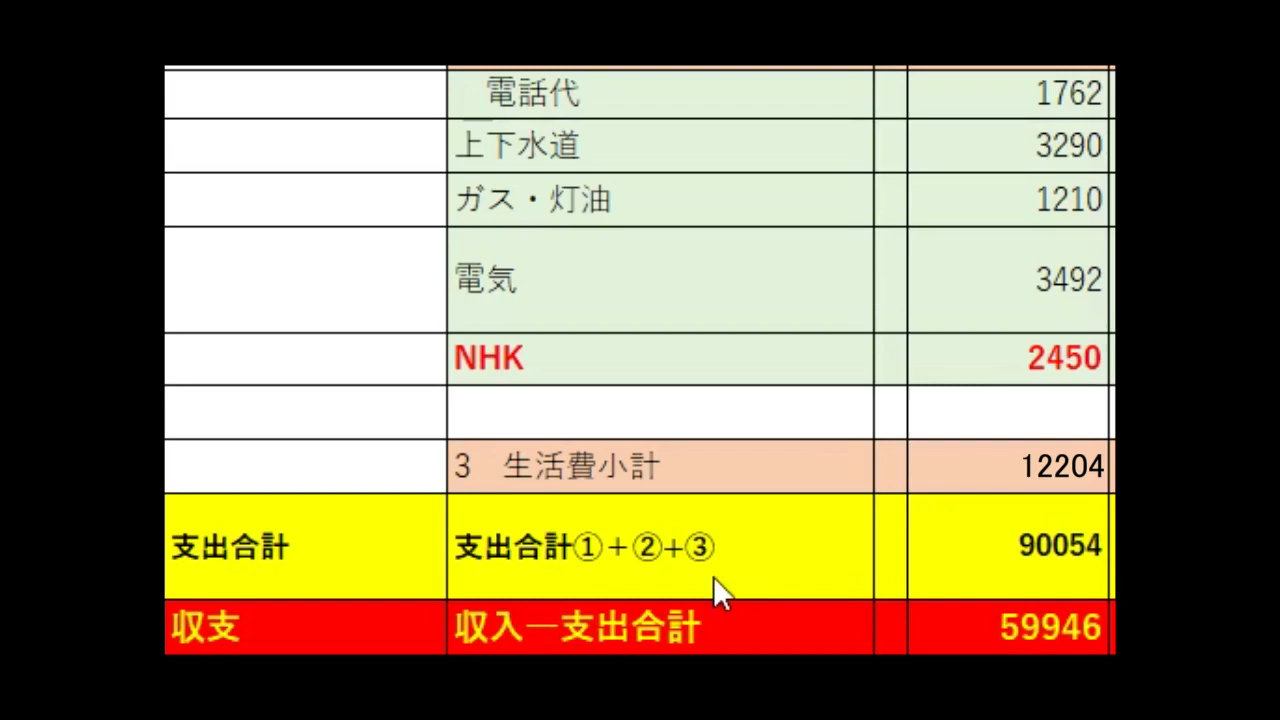 電話代 1762
上下水道 3290
ガス・灯油 1210
電気 3492
NHK 2450
3 生活費小計 12204
支出合計 支出合計①＋②+③ 90054
収支 収入―支出合計 59946